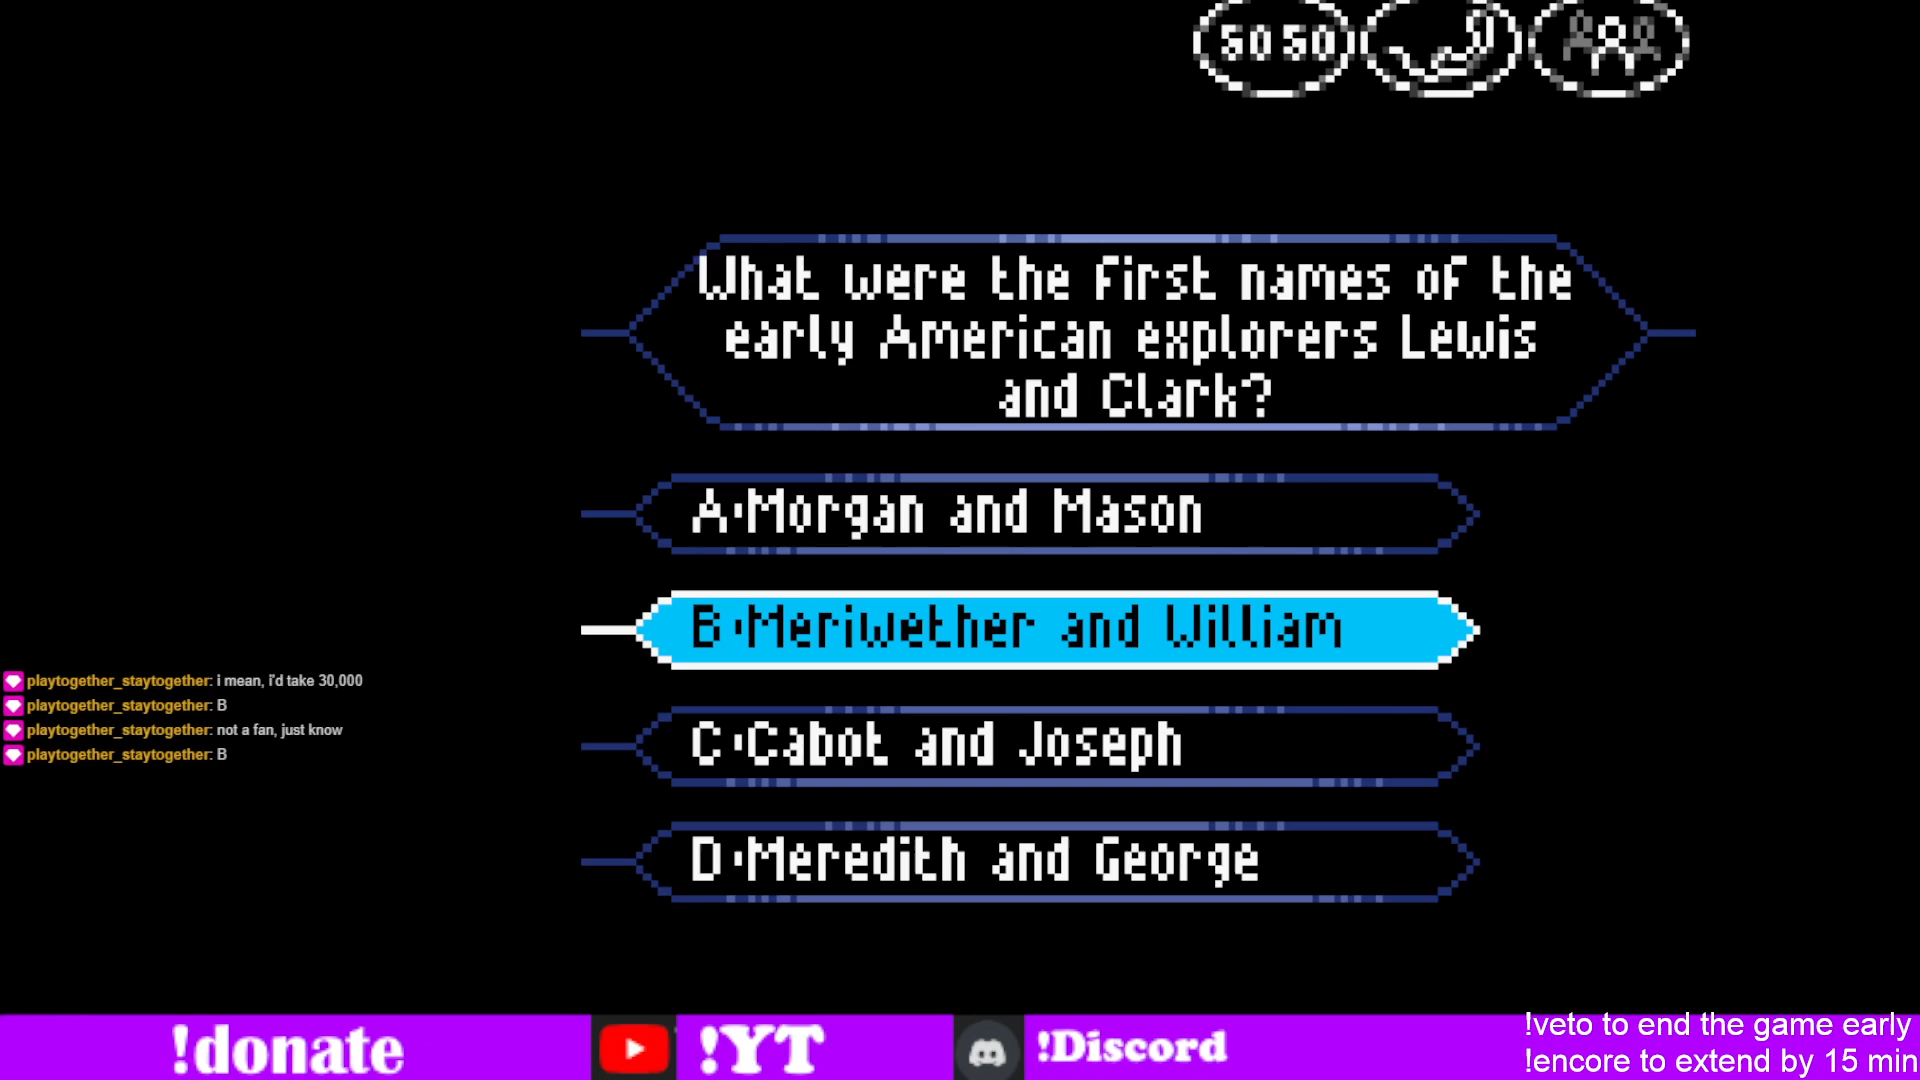 50 50
What were the first names of the
early American explorers Lewis
and Clark?
A·Morgan and Mason
B·Meriwether and William
C·Cabot and Joseph
D·Meredith and George
playtogether_staytogether: i mean, i'd take 30,000
playtogether_staytogether: B
playtogether_staytogether: not a fan, just know
playtogether_staytogether: B
!donate
!YT
!Discord
!veto to end the game early
!encore to extend by 15 min